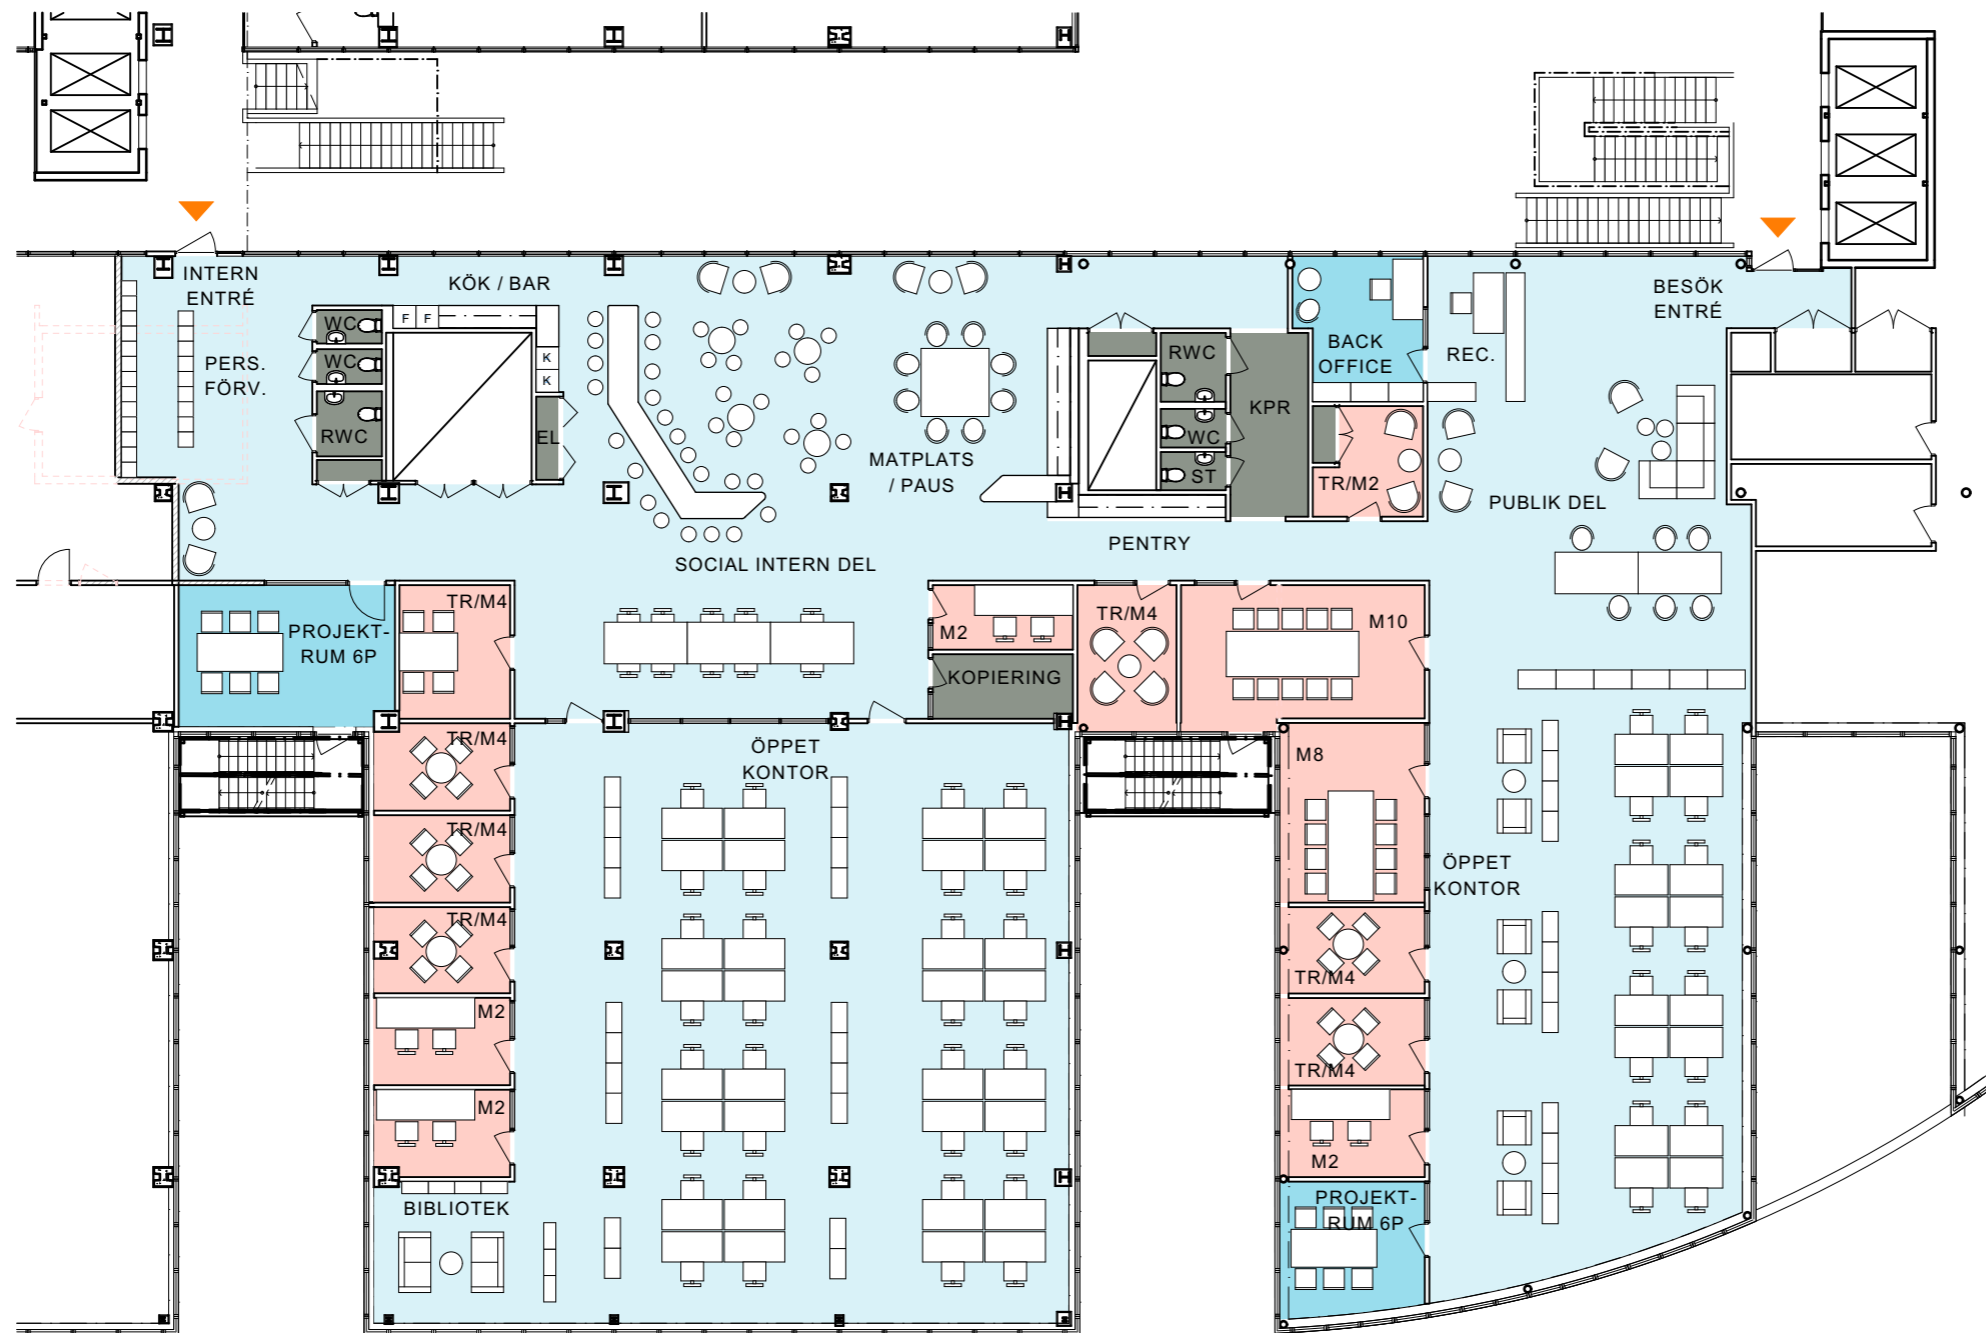 INTERN
ENTRÉ
KÖK / BAR
BESÖK
ENTRÉ
WC
F F
PERS.
FÖRV.
WC
K
K
RWC
BACK
OFFICE
REC.
RWC
EL
KPR
WC
MATPLATS
/ PAUS
ST
TR/M2
PUBLIK DEL
PENTRY
SOCIAL INTERN DEL
PROJEKT-
RUM 6P
TR/M4
M2
TR/M4
M10
KOPIERING
TR/M4
ÖPPET
KONTOR
M8
TR/M4
ÖPPET
KONTOR
TR/M4
TR/M4
M2
TR/M4
M2
M2
BIBLIOTEK
PROJEKT-
RUM 6P